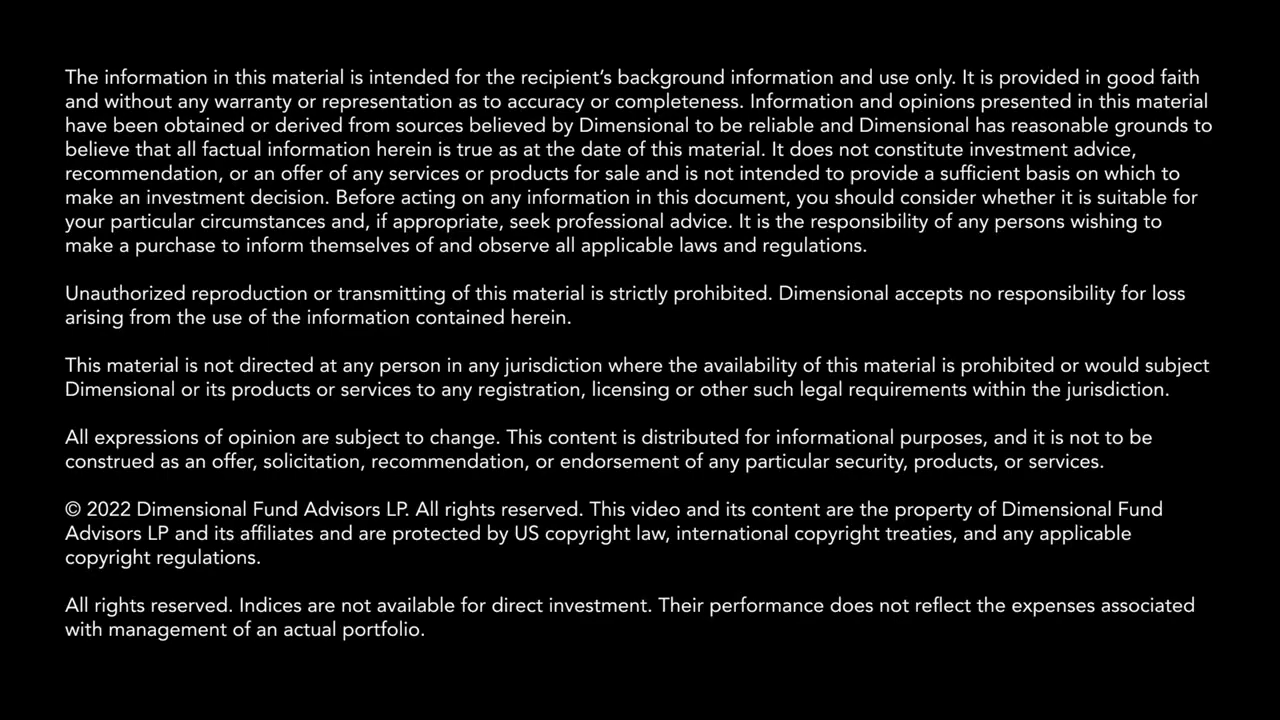 The information in this material is intended for the recipient’s background information and use only. It is provided in good faith
and without any warranty or representation as to accuracy or completeness. Information and opinions presented in this material
have been obtained or derived from sources believed by Dimensional to be reliable and Dimensional has reasonable grounds to
believe that all factual information herein is true as at the date of this material. It does not constitute investment advice,
recommendation, or an offer of any services or products for sale and is not intended to provide a sufficient basis on which to
make an investment decision. Before acting on any information in this document, you should consider whether it is suitable for
your particular circumstances and, if appropriate, seek professional advice. It is the responsibility of any persons wishing to
make a purchase to inform themselves of and observe all applicable laws and regulations.
Unauthorized reproduction or transmitting of this material is strictly prohibited. Dimensional accepts no responsibility for loss
arising from the use of the information contained herein.
This material is not directed at any person in any jurisdiction where the availability of this material is prohibited or would subject
Dimensional or its products or services to any registration, licensing or other such legal requirements within the jurisdiction.
All expressions of opinion are subject to change. This content is distributed for informational purposes, and it is not to be
construed as an offer, solicitation, recommendation, or endorsement of any particular security, products, or services.
© 2022 Dimensional Fund Advisors LP. All rights reserved. This video and its content are the property of Dimensional Fund
Advisors LP and its affiliates and are protected by US copyright law, international copyright treaties, and any applicable
copyright regulations.
All rights reserved. Indices are not available for direct investment. Their performance does not reflect the expenses associated
with management of an actual portfolio.